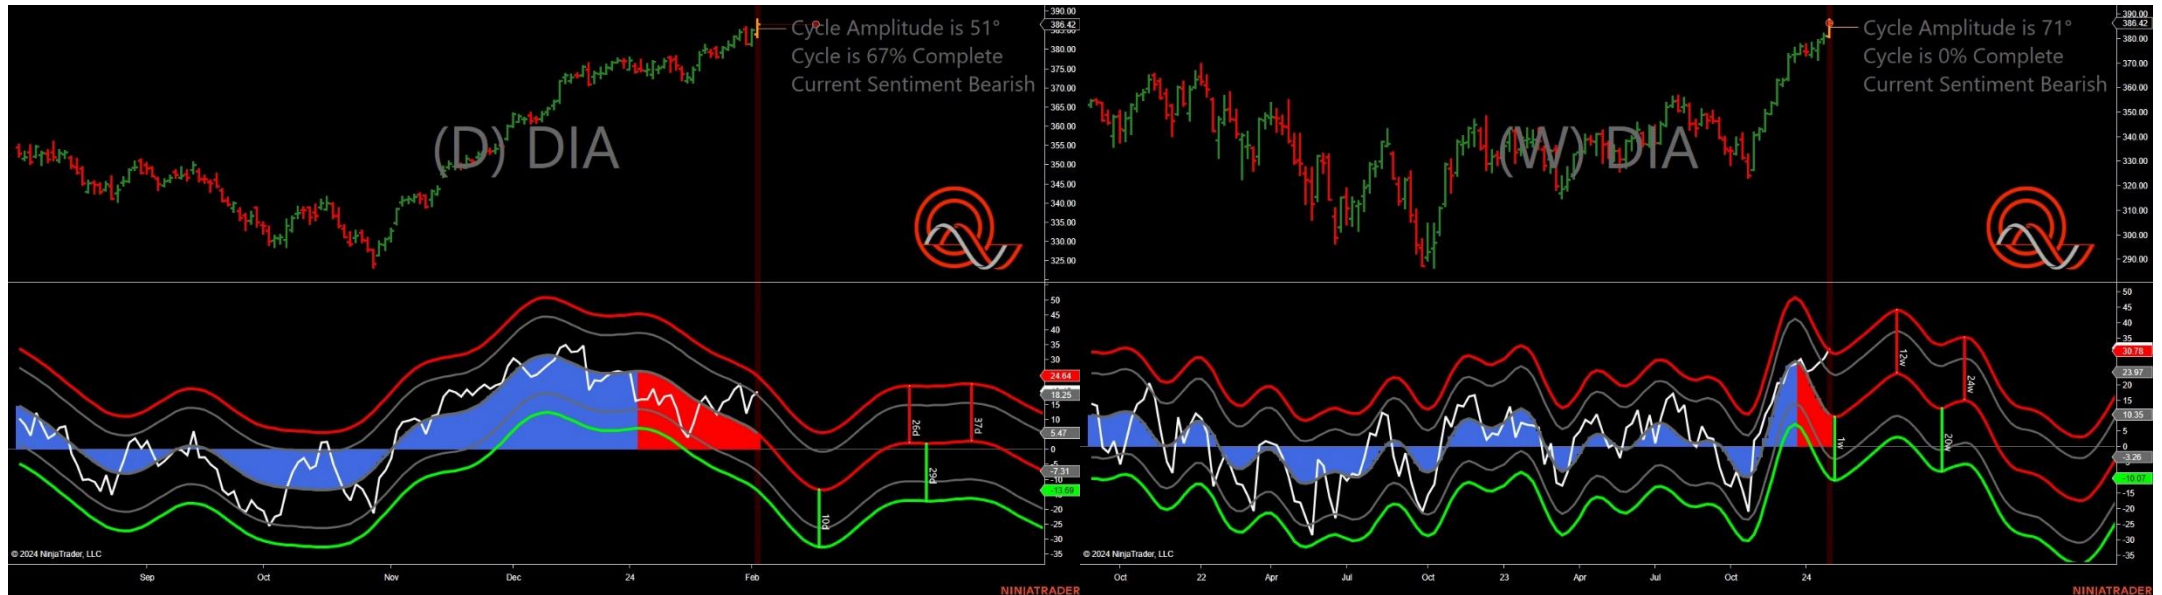 Cycle Amplitude is 51°
Cycle is 67% Complete
Current Sentiment Bearish
(D) DIA
390.00
386.42
380.00
375.00
370.00
365.00
360.00
355.00
350.00
345.00
340.00
335.00
330.00
325.00
50
45
40
35
30
24.64
18.25
15
10
5.47
0
-7.31
-10
-13.69
-20
-25
-30
-35
26d
37d
29d
10d
© 2024 NinjaTrader, LLC
Sep
Oct
Nov
Dec
24
Feb
NINJATRADER
Cycle Amplitude is 71°
Cycle is 0% Complete
Current Sentiment Bearish
(W) DIA
390.00
386.42
380.00
370.00
360.00
350.00
340.00
330.00
320.00
310.00
300.00
290.00
50
45
40
35
30.78
23.97
20
15
10.35
5
0
-3.26
-10.07
-15
-20
-25
-30
-35
12w
24w
1w
20w
© 2024 NinjaTrader, LLC
Oct
22
Apr
Jul
Oct
23
Apr
Jul
Oct
24
NINJATRADER